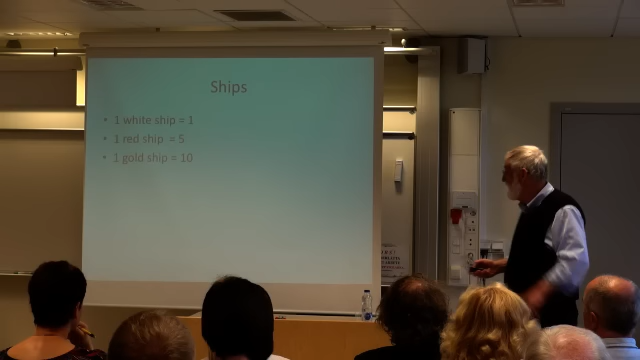 Ships
• 1 white ship = 1
• 1 red ship = 5
• 1 gold ship = 10